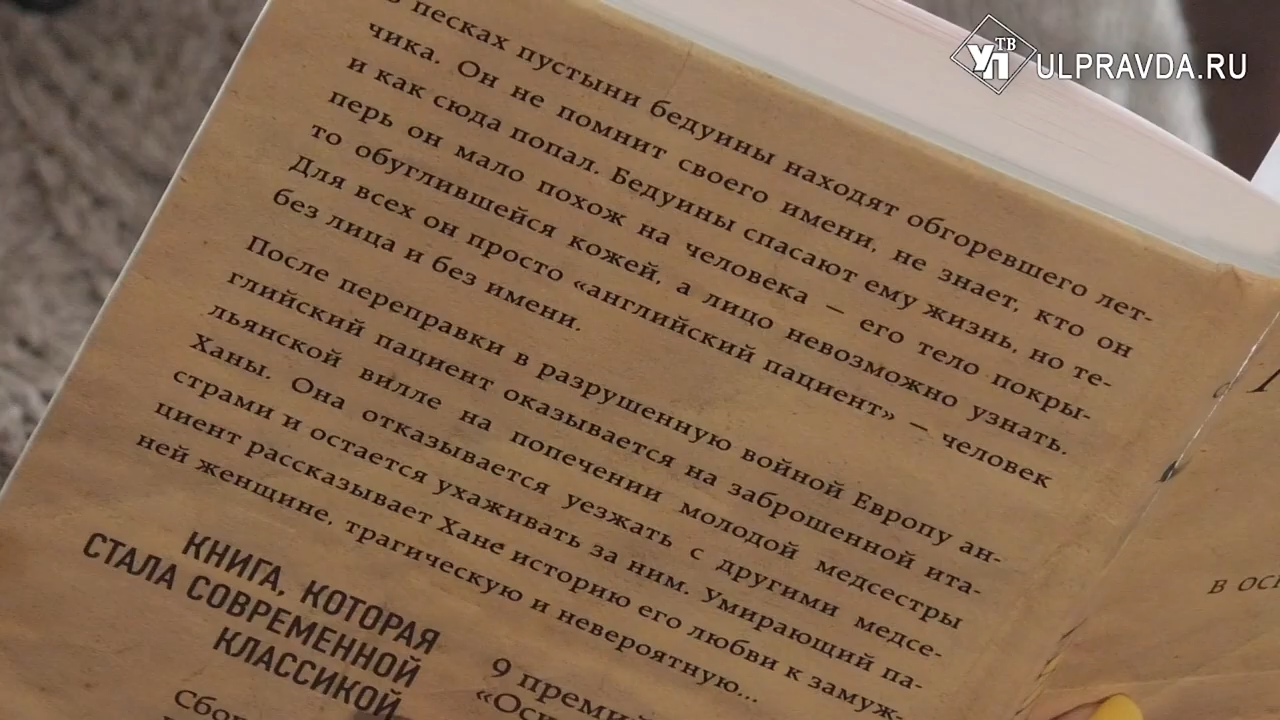 УП ТВ
ULPRAVDA.RU
в песках пустыни бедуины находят обгоревшего лет-
чика. Он не помнит своего имени, не знает, кто он
и как сюда попал. Бедуины спасают ему жизнь, но те-
перь он мало похож на человека – его тело покры-
то обуглившейся кожей, а лицо невозможно узнать.
Для всех он просто «английский пациент» – человек
без лица и без имени.
После переправки в разрушенную войной Европу ан-
глийский пациент оказывается на заброшенной ита-
льянской вилле на попечении молодой медсестры
Ханы. Она отказывается уезжать с другими медсе-
страми и остается ухаживать за ним. Умирающий па-
циент рассказывает Хане историю его любви к замуж-
ней женщине, трагическую и невероятную...
КНИГА, КОТОРАЯ
СТАЛА СОВРЕМЕННОЙ
КЛАССИКОЙ
9 премий